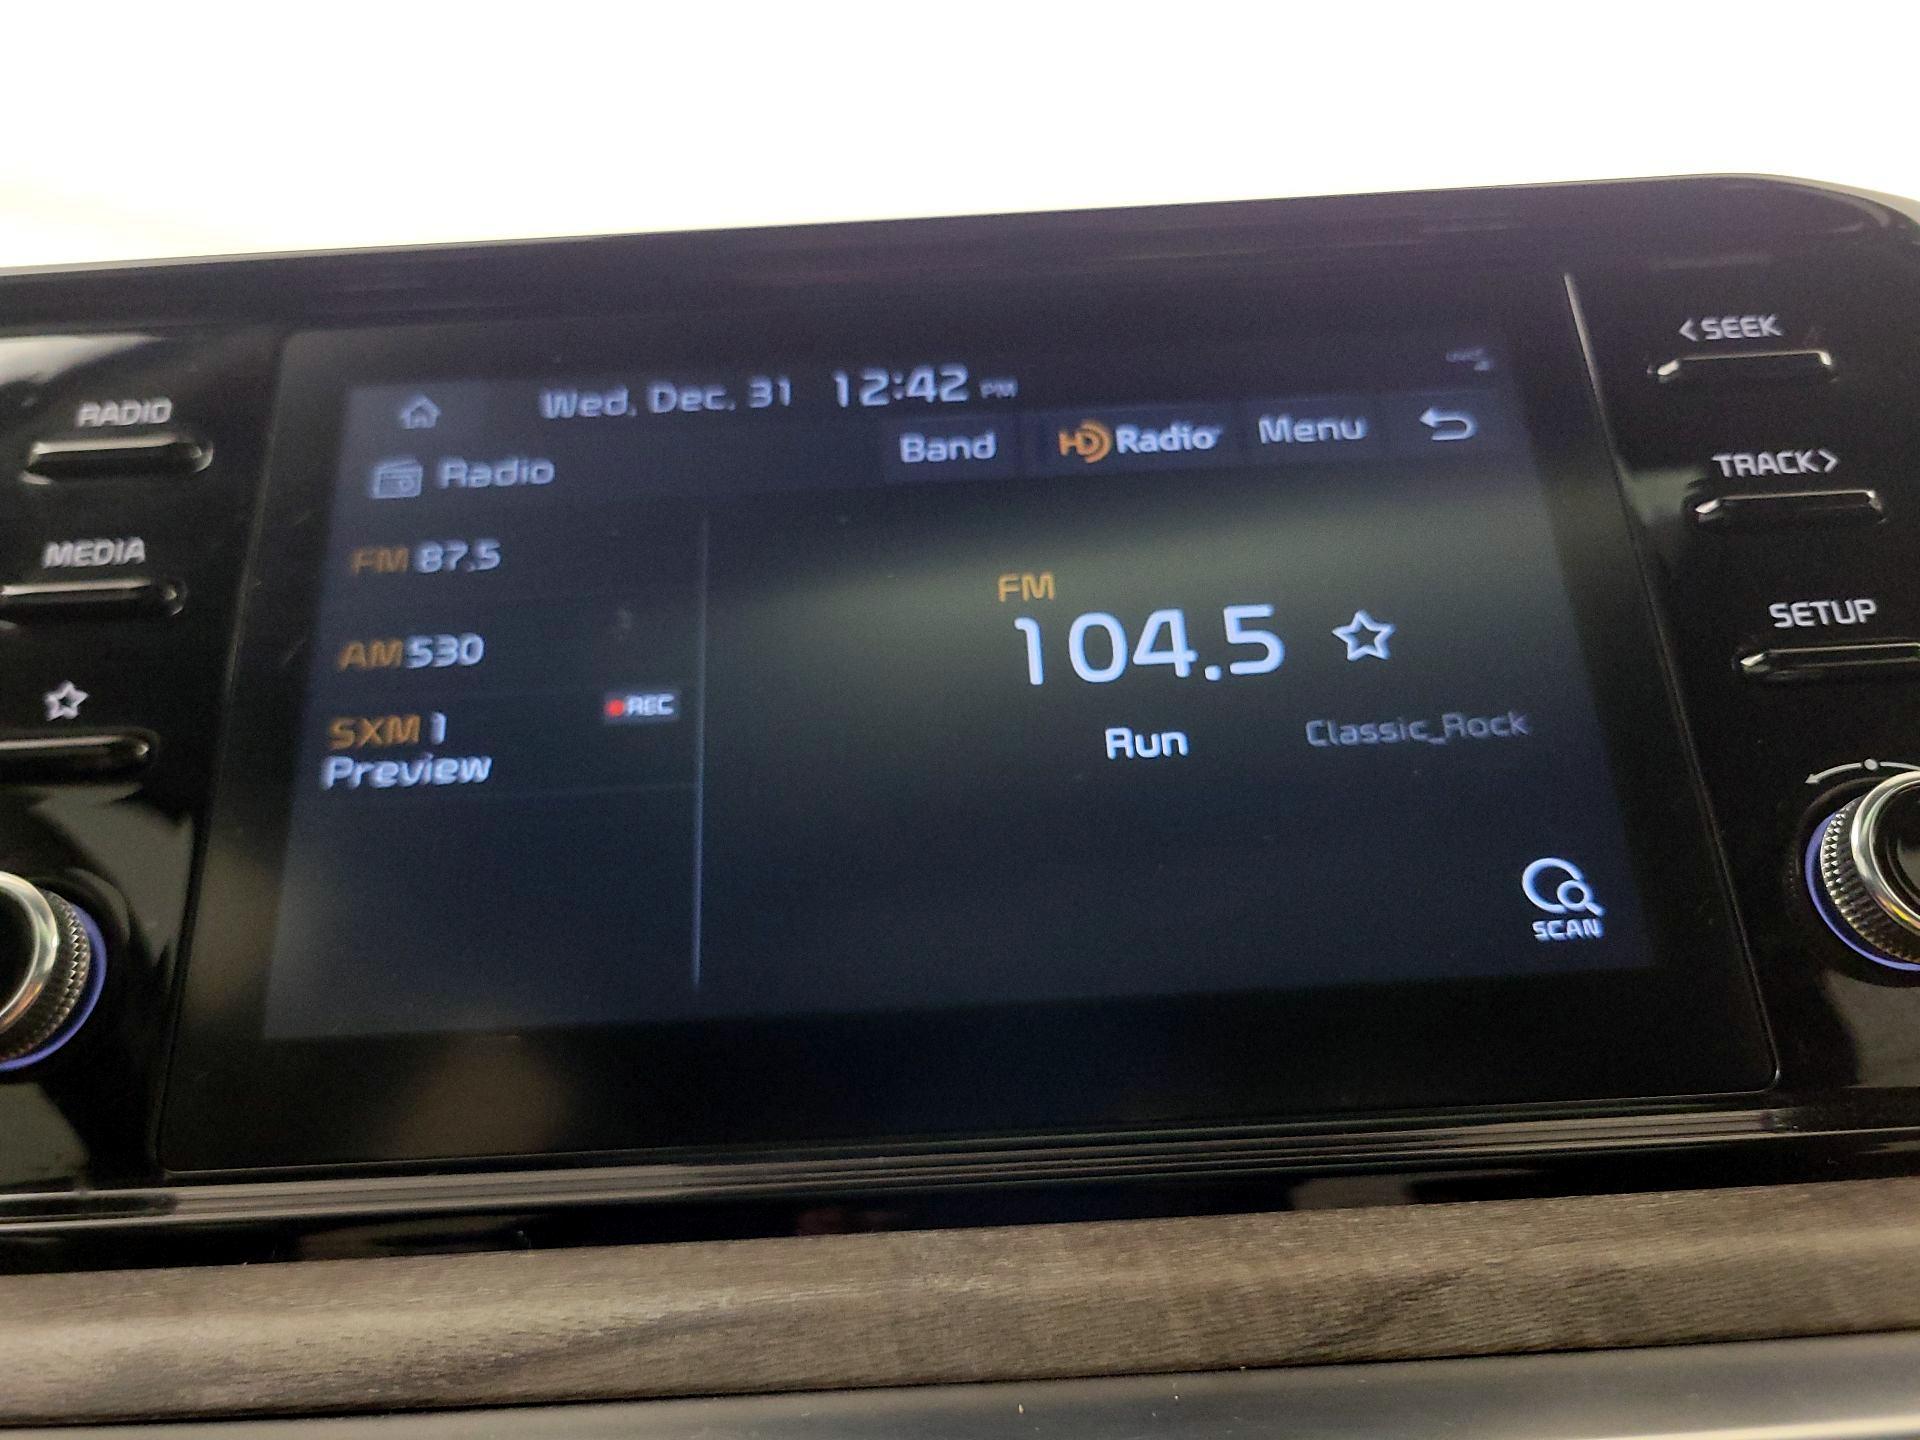 RADIO
MEDIA
Wed, Dec. 31 12:42 PM
Radio
Band
HD Radio
Menu
FM 87.5
AM 530
SXM 1
Preview
REC
FM
104.5
Run
Classic_Rock
SCAN
<SEEK
TRACK>
SETUP